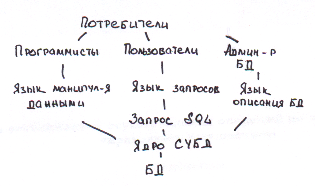 Потребители
Программисты Пользователи Админ-р БД
Язык манипул-я данными Язык запросов Язык описания БД
Запрос SQL
Ядро СУБД
БД